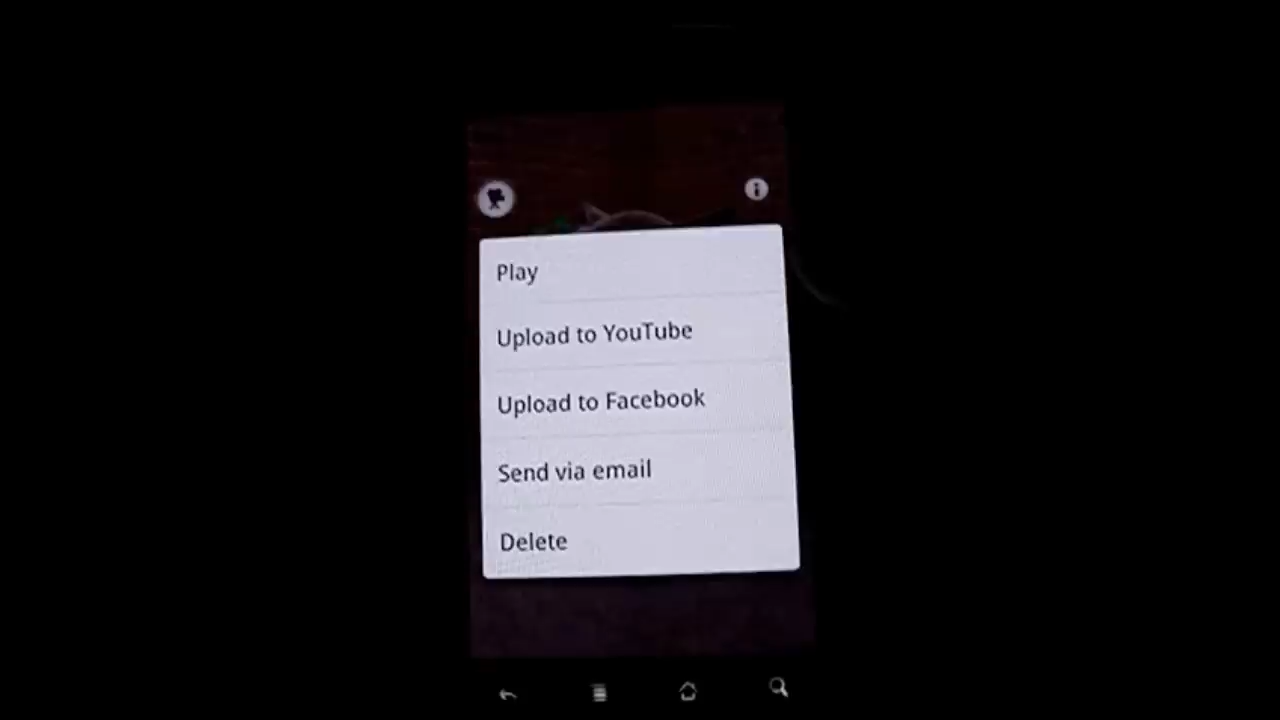 Play
Upload to YouTube
Upload to Facebook
Send via email
Delete